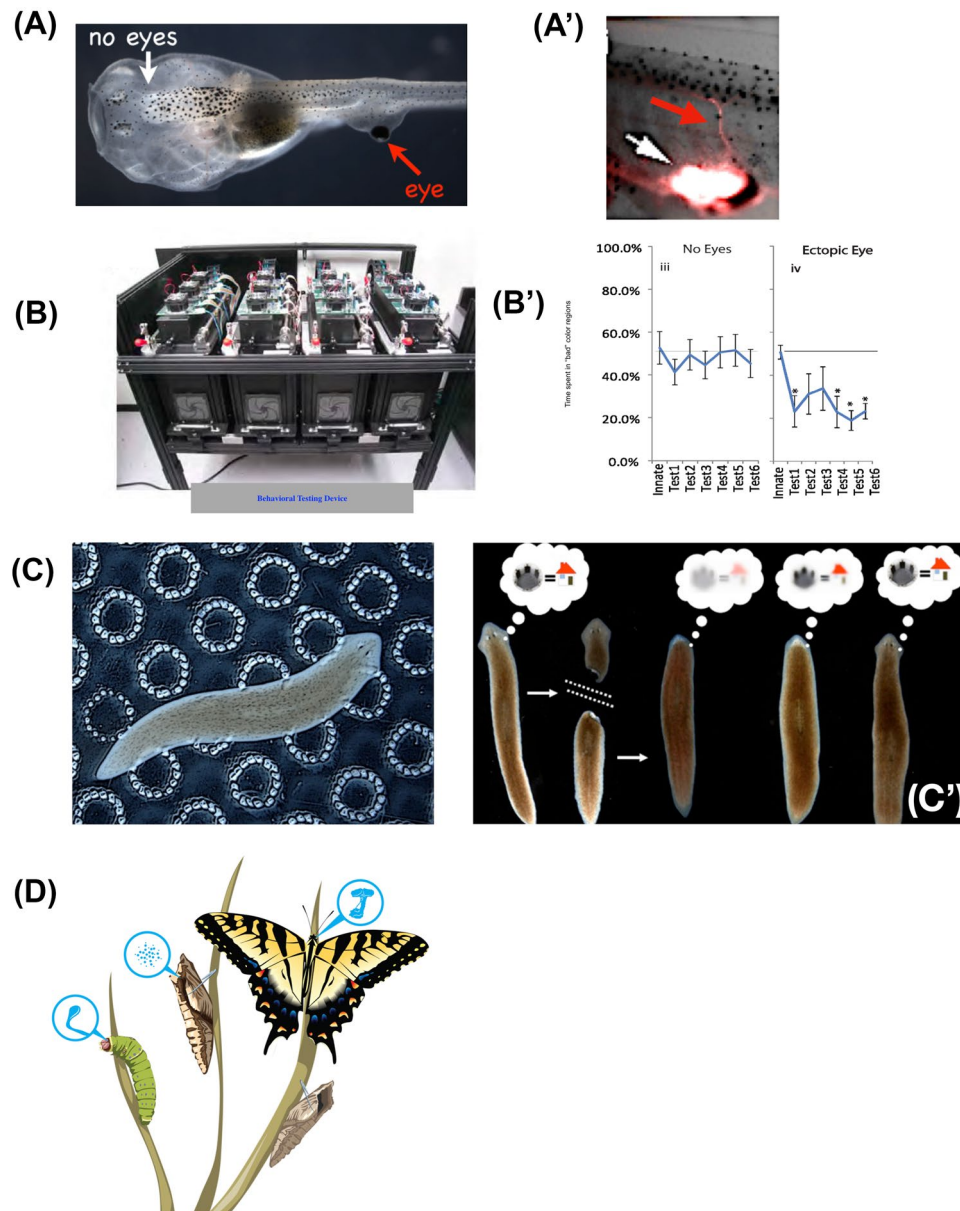 (A)
no eyes
eye
(A’)
(B)
Behavioral Testing Device
(B’)
Time spent in “bad” color regions
100.0%
80.0%
60.0%
40.0%
20.0%
0.0%
No Eyes
iii
Innate
Test1
Test2
Test3
Test4
Test5
Test6
Ectopic Eye
iv
*
*
*
*
Innate
Test1
Test2
Test3
Test4
Test5
Test6
(C)
=
=
=
=
(C’)
(D)